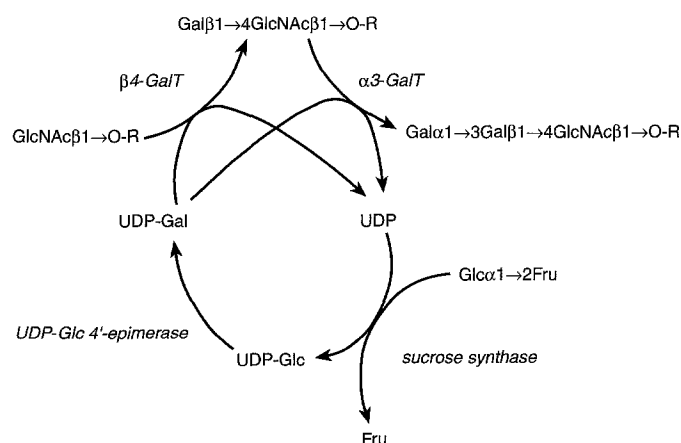 Galβ1→4GlcNAcβ1→O-R
β4-GalT
α3-GalT
GlcNAcβ1→O-R
Galα1→3Galβ1→4GlcNAcβ1→O-R
UDP-Gal
UDP
Glcα1→2Fru
UDP-Glc 4'-epimerase
UDP-Glc
sucrose synthase
Fru